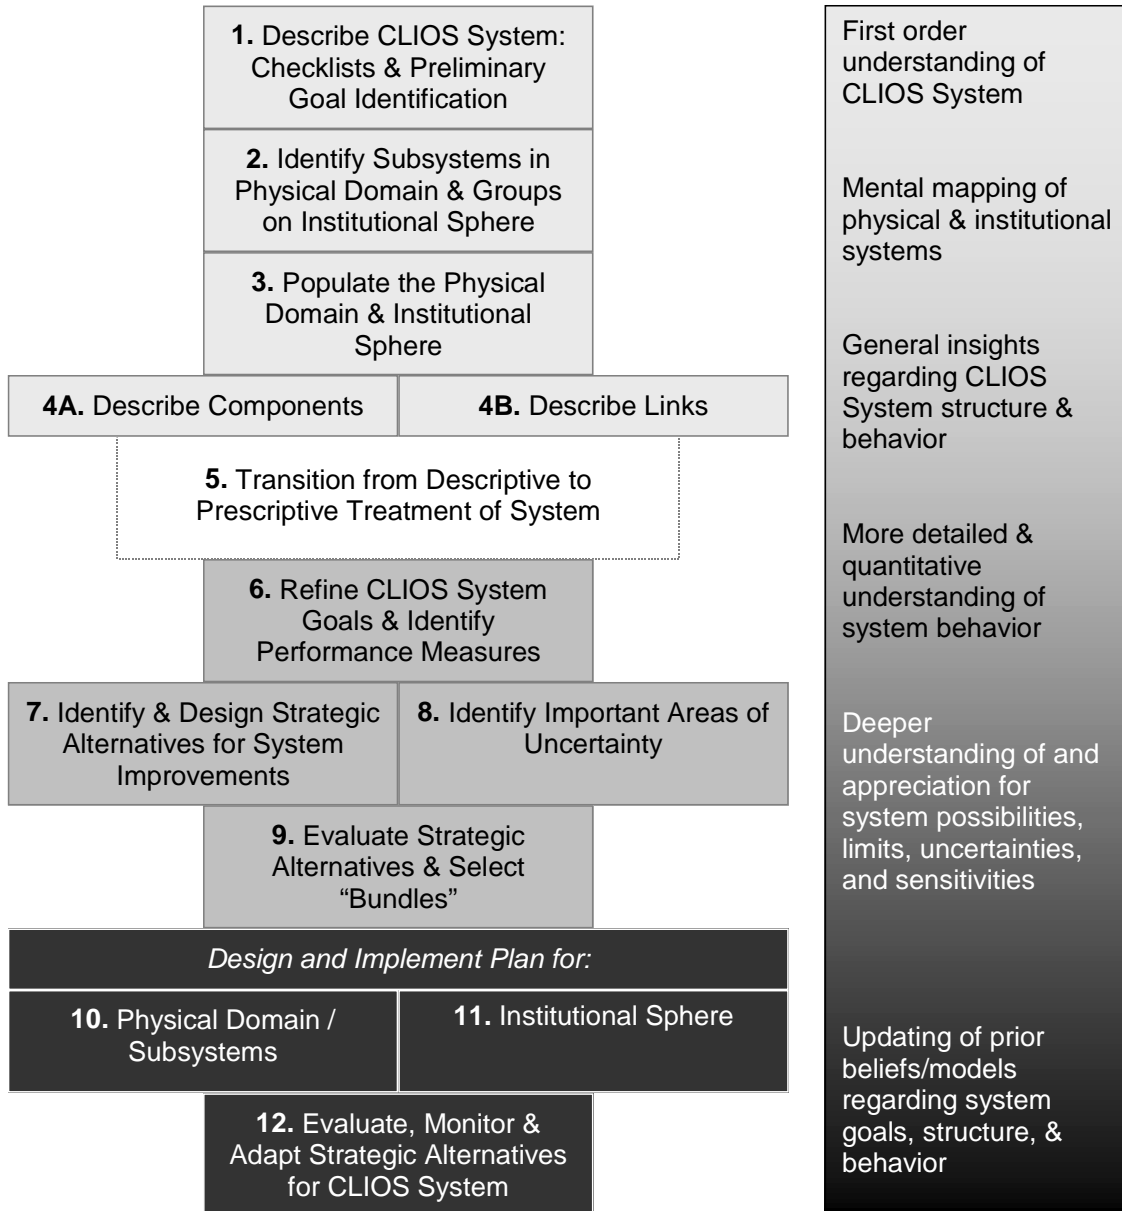 1. Describe CLIOS System:
Checklists & Preliminary
Goal Identification
2. Identify Subsystems in
Physical Domain & Groups
on Institutional Sphere
3. Populate the Physical
Domain & Institutional
Sphere
4A. Describe Components
4B. Describe Links
5. Transition from Descriptive to
Prescriptive Treatment of System
6. Refine CLIOS System
Goals & Identify
Performance Measures
7. Identify & Design Strategic
Alternatives for System
Improvements
8. Identify Important Areas of
Uncertainty
9. Evaluate Strategic
Alternatives & Select
“Bundles”
Design and Implement Plan for:
10. Physical Domain /
Subsystems
11. Institutional Sphere
12. Evaluate, Monitor &
Adapt Strategic Alternatives
for CLIOS System
First order
understanding of
CLIOS System
Mental mapping of
physical & institutional
systems
General insights
regarding CLIOS
System structure &
behavior
More detailed &
quantitative
understanding of
system behavior
Deeper
understanding of and
appreciation for
system possibilities,
limits, uncertainties,
and sensitivities
Updating of prior
beliefs/models
regarding system
goals, structure, &
behavior